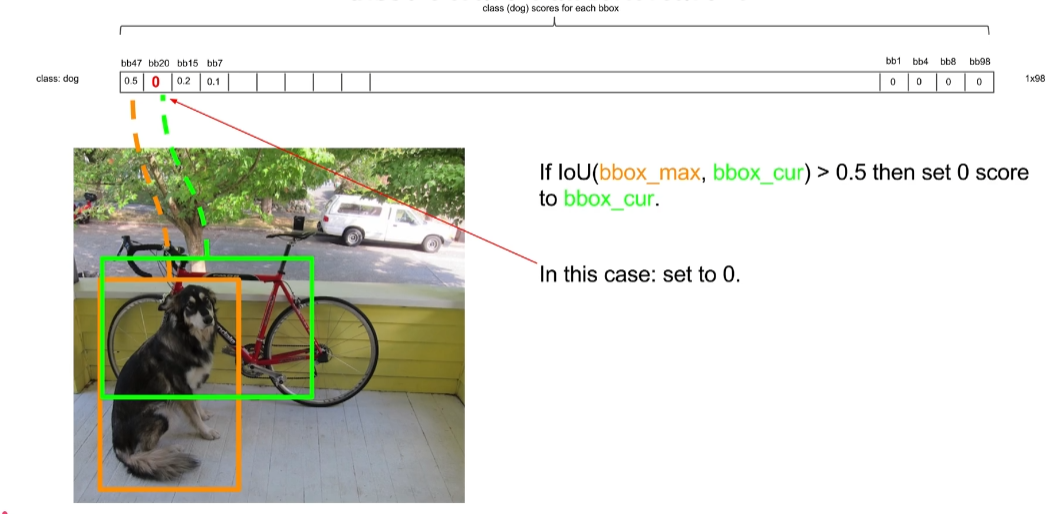 class (dog) scores for each bbox
bb47 bb20 bb15 bb7 bb1 bb4 bb8 bb98
class: dog 0.5 0 0.2 0.1 0 0 0 0 1x98
If IoU(bbox_max, bbox_cur) > 0.5 then set 0 score
to bbox_cur.
In this case: set to 0.